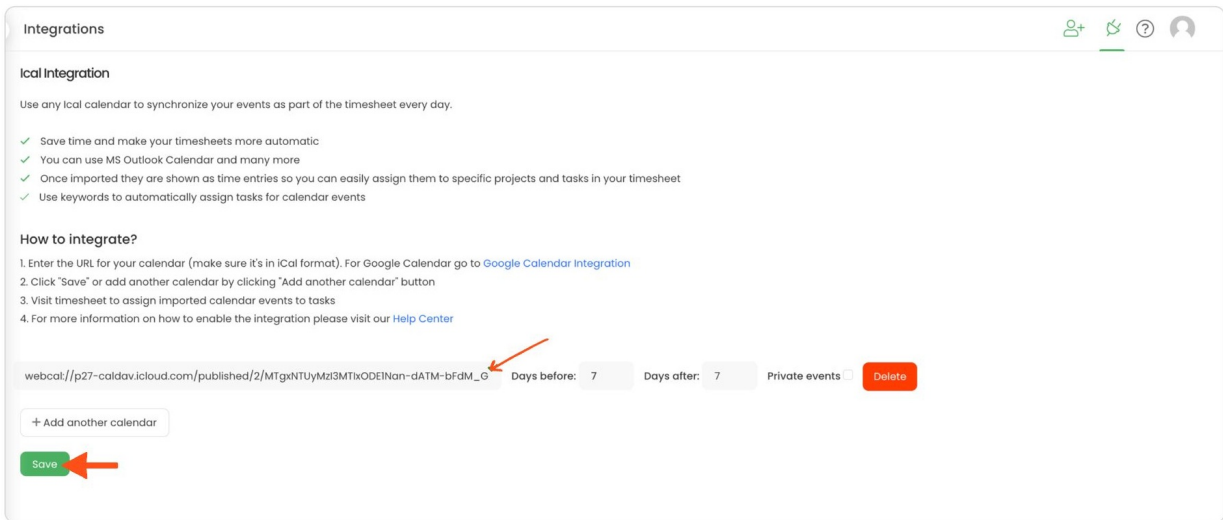 Integrations
Ical Integration
Use any Ical calendar to synchronize your events as part of the timesheet every day.
Save time and make your timesheets more automatic
You can use MS Outlook Calendar and many more
Once imported they are shown as time entries so you can easily assign them to specific projects and tasks in your timesheet
Use keywords to automatically assign tasks for calendar events
How to integrate?
1. Enter the URL for your calendar (make sure it's in iCal format). For Google Calendar go to Google Calendar Integration
2. Click "Save" or add another calendar by clicking "Add another calendar" button
3. Visit timesheet to assign imported calendar events to tasks
4. For more information on how to enable the integration please visit our Help Center
webcal://p27-caldav.icloud.com/published/2/MTgxNTUyMzI3MTIxODE1Nan-dATM-bFdM_G Days before: 7 Days after: 7 Private events Delete
+ Add another calendar
Save